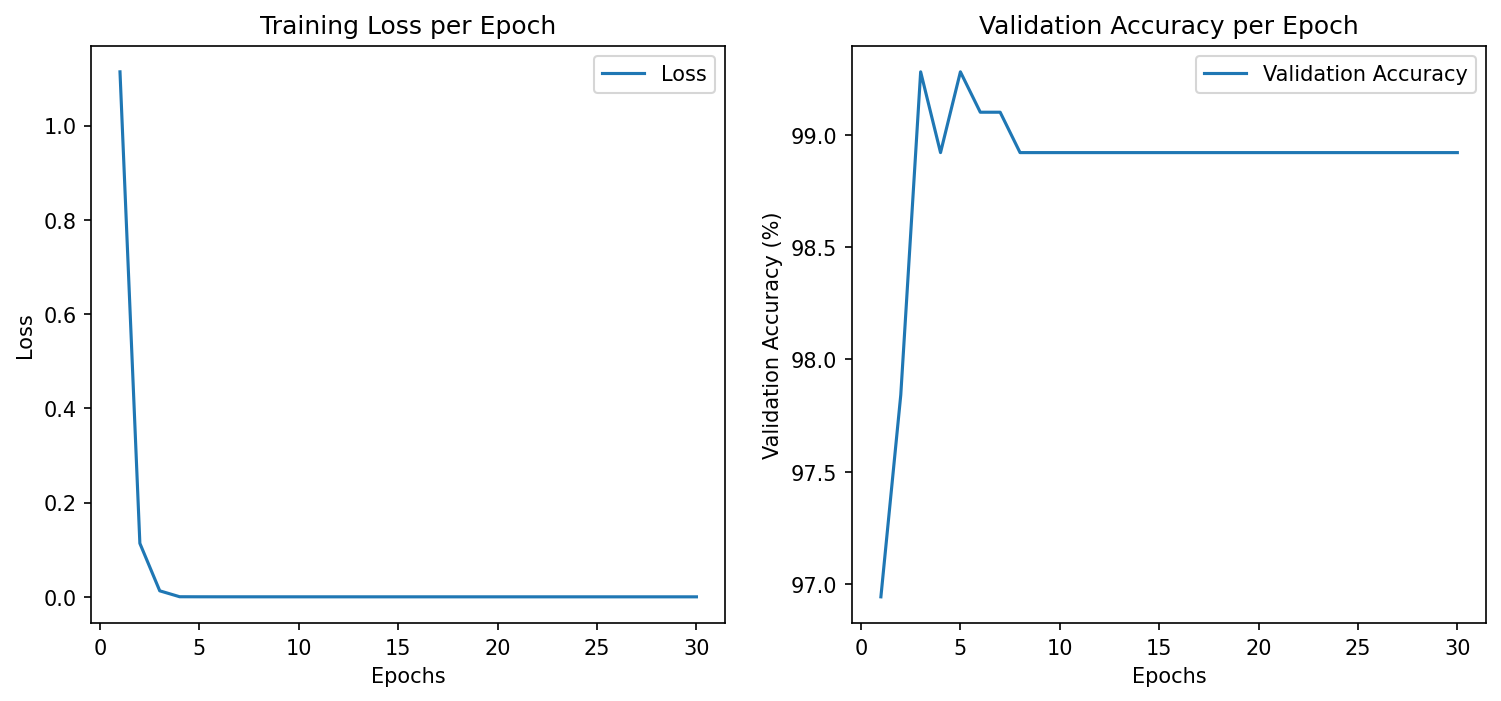 Training Loss per Epoch
Loss
1.0
0.8
0.6
0.4
0.2
0.0
Loss
0 5 10 15 20 25 30
Epochs
Validation Accuracy per Epoch
Validation Accuracy
99.0
98.5
98.0
97.5
97.0
Validation Accuracy (%)
0 5 10 15 20 25 30
Epochs